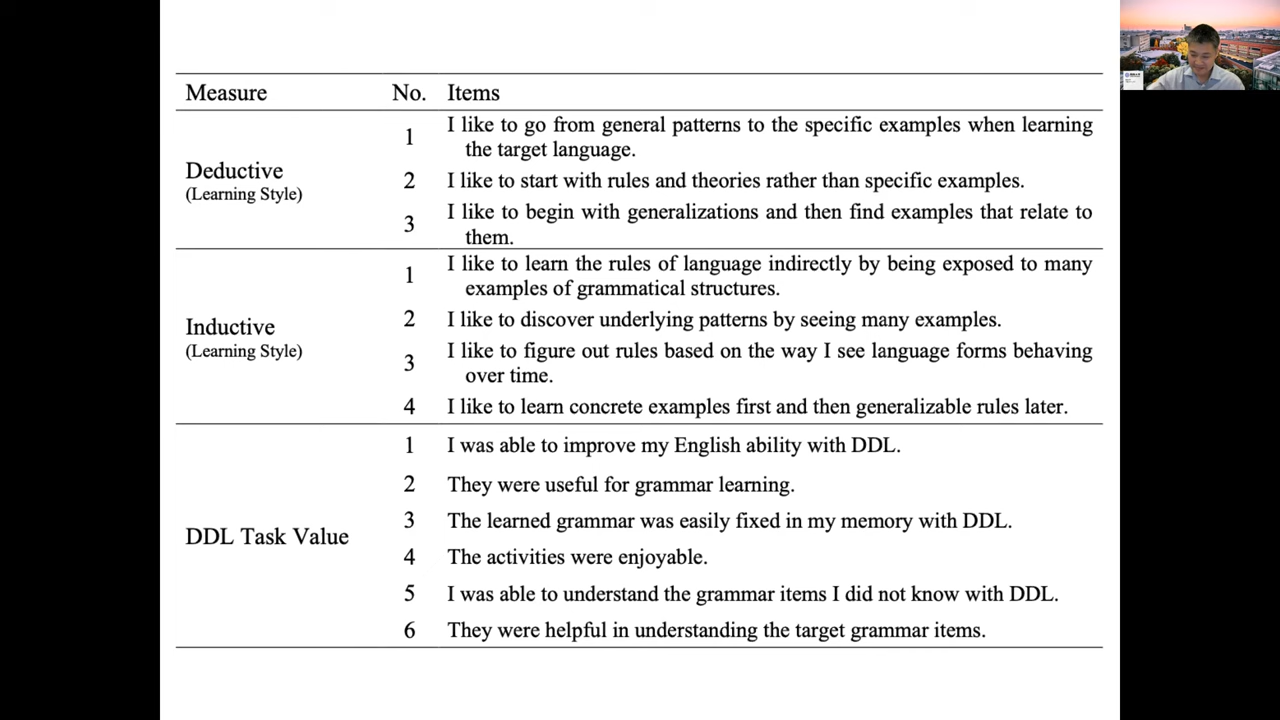 Measure No. Items
1 I like to go from general patterns to the specific examples when learning
the target language.
Deductive
(Learning Style)
2 I like to start with rules and theories rather than specific examples.
3 I like to begin with generalizations and then find examples that relate to
them.
1 I like to learn the rules of language indirectly by being exposed to many
examples of grammatical structures.
Inductive
(Learning Style)
2 I like to discover underlying patterns by seeing many examples.
3 I like to figure out rules based on the way I see language forms behaving
over time.
4 I like to learn concrete examples first and then generalizable rules later.
DDL Task Value
1 I was able to improve my English ability with DDL.
2 They were useful for grammar learning.
3 The learned grammar was easily fixed in my memory with DDL.
4 The activities were enjoyable.
5 I was able to understand the grammar items I did not know with DDL.
6 They were helpful in understanding the target grammar items.